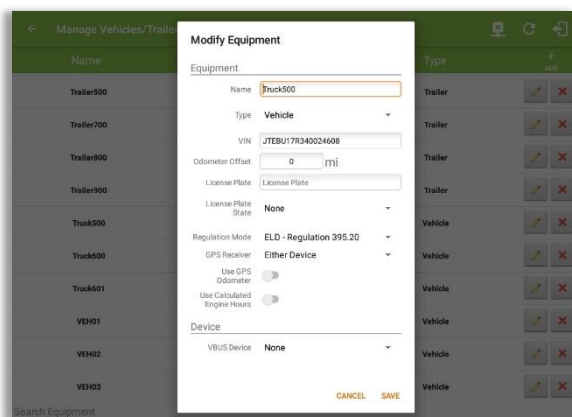 Manage Vehicles/Trailer
Name
Type
ADD
Trailer500
Trailer
Trailer700
Trailer
Trailer800
Trailer
Trailer900
Trailer
Truck500
Vehicle
Truck600
Vehicle
Truck601
Vehicle
VEH01
Vehicle
VEH02
Vehicle
VEH03
Vehicle
Search Equipment
Modify Equipment
Equipment
Name Truck500
Type Vehicle
VIN JTEBU17R340024608
Odometer Offset 0 mi
License Plate License Plate
License Plate
State None
Regulation Mode ELD - Regulation 395.20
GPS Receiver Either Device
Use GPS
Odometer
Use Calculated
Engine Hours
Device
VBUS Device None
CANCEL SAVE